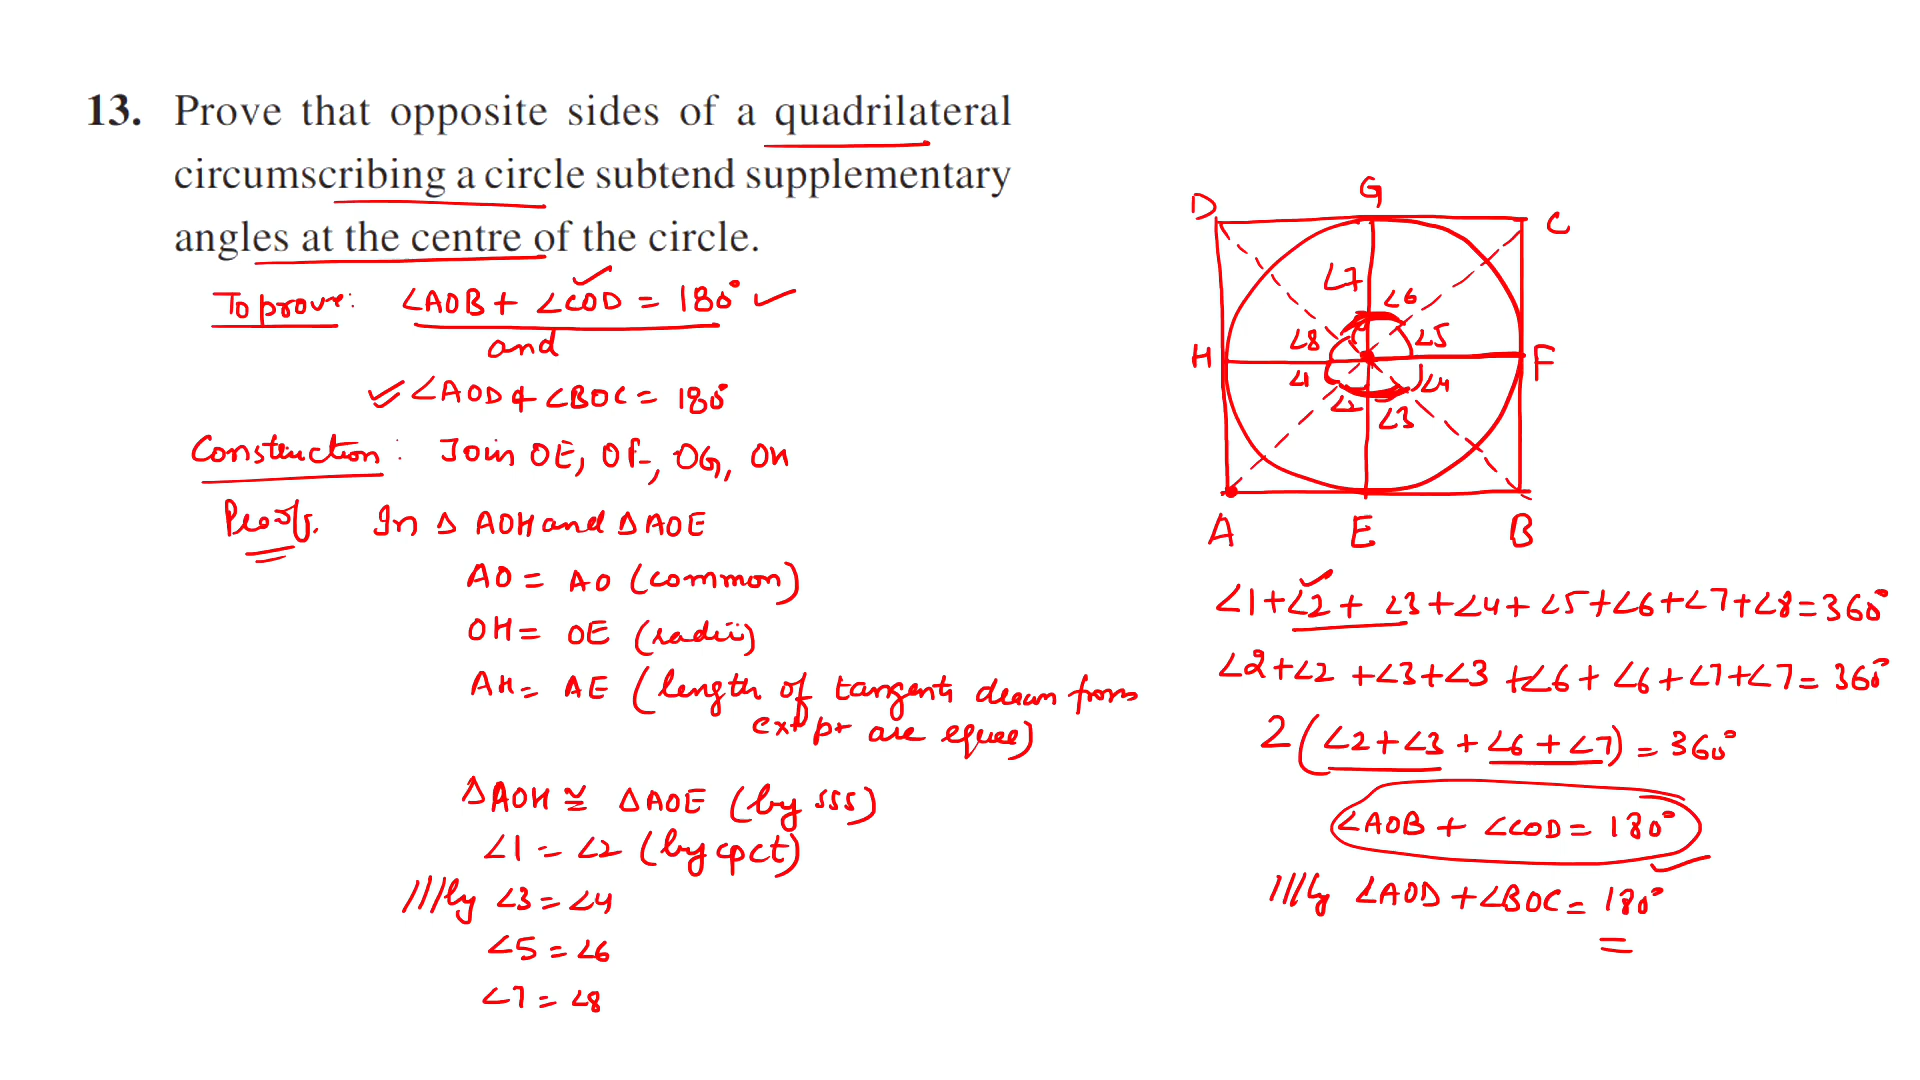 13. Prove that opposite sides of a quadrilateral
circumscribing a circle subtend supplementary
angles at the centre of the circle.
To prove: ∠AOB + ∠COD = 180°
and
∠AOD + ∠BOC = 180°
Construction: Join OE, OF, OG, OH
Proof. In Δ AOH and ΔAOE
AO = AO (common)
OH = OE (radii)
AH = AE (length of tangents drawn from
ext pt are equal)
ΔAOH ≅ ΔAOE (by SSS)
∠1 = ∠2 (by cpct)
///ly ∠3 = ∠4
∠5 = ∠6
∠7 = ∠8
D G C
∠7 ∠6
∠8 ∠5
H F
∠1 ∠4
∠2 ∠3
A E B
∠1+∠2+∠3+∠4+∠5+∠6+∠7+∠8=360°
∠2+∠2+∠3+∠3+∠6+∠6+∠7+∠7=360°
2(∠2+∠3+∠6+∠7)=360°
∠AOB + ∠COD = 180°
///ly ∠AOD + ∠BOC = 180°